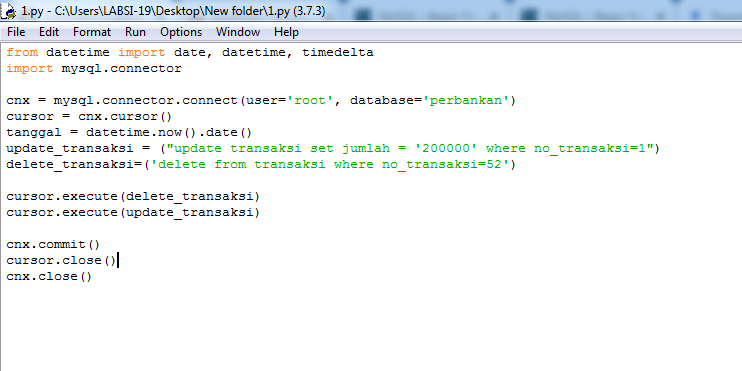 1.py - C:\Users\LABSI-19\Desktop\New folder\1.py (3.7.3)
File Edit Format Run Options Window Help
from datetime import date, datetime, timedelta
import mysql.connector
cnx = mysql.connector.connect(user='root', database='perbankan')
cursor = cnx.cursor()
tanggal = datetime.now().date()
update_transaksi = ("update transaksi set jumlah = '200000' where no_transaksi=1")
delete_transaksi=('delete from transaksi where no_transaksi=52')
cursor.execute(delete_transaksi)
cursor.execute(update_transaksi)
cnx.commit()
cursor.close()
cnx.close()